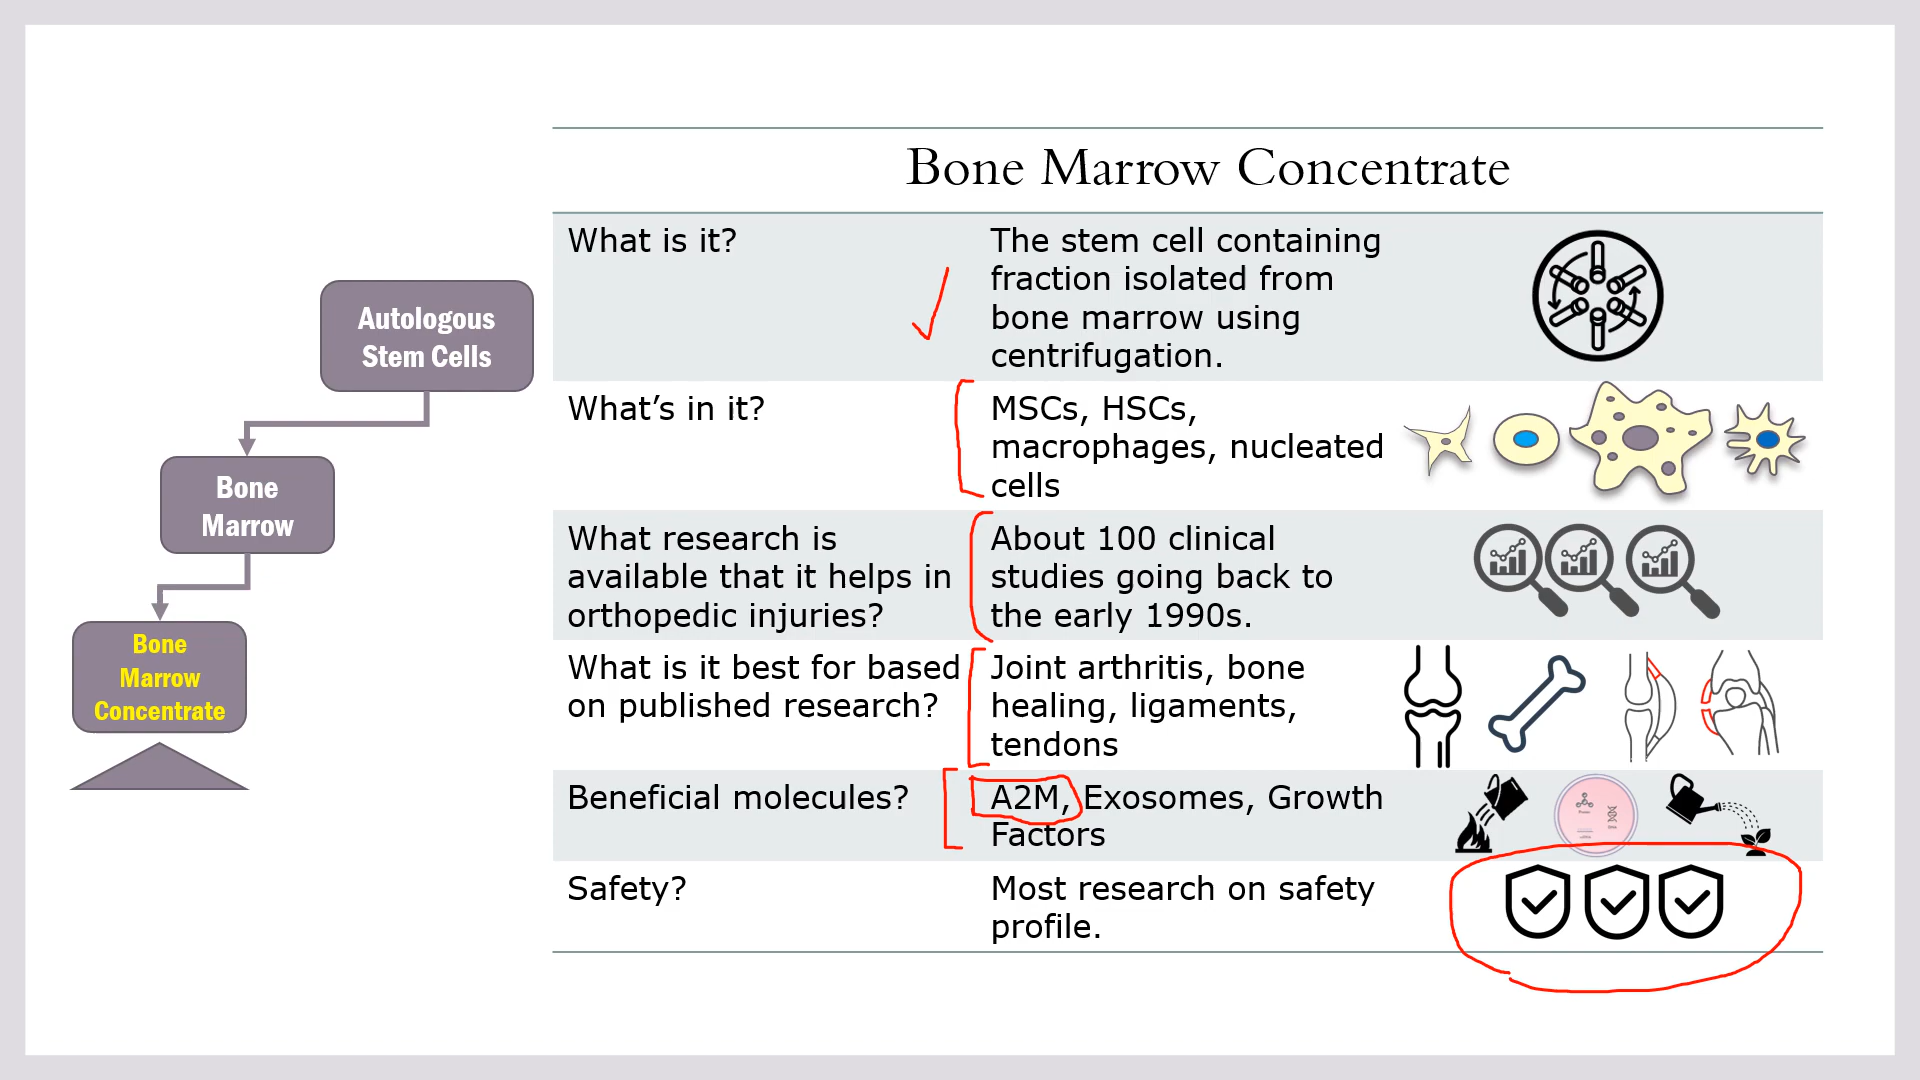 Bone Marrow Concentrate
Autologous
Stem Cells
Bone
Marrow
Bone
Marrow
Concentrate
What is it?
The stem cell containing
fraction isolated from
bone marrow using
centrifugation.
What’s in it?
MSCs, HSCs,
macrophages, nucleated
cells
What research is
available that it helps in
orthopedic injuries?
About 100 clinical
studies going back to
the early 1990s.
What is it best for based
on published research?
Joint arthritis, bone
healing, ligaments,
tendons
Beneficial molecules?
A2M, Exosomes, Growth
Factors
Safety?
Most research on safety
profile.